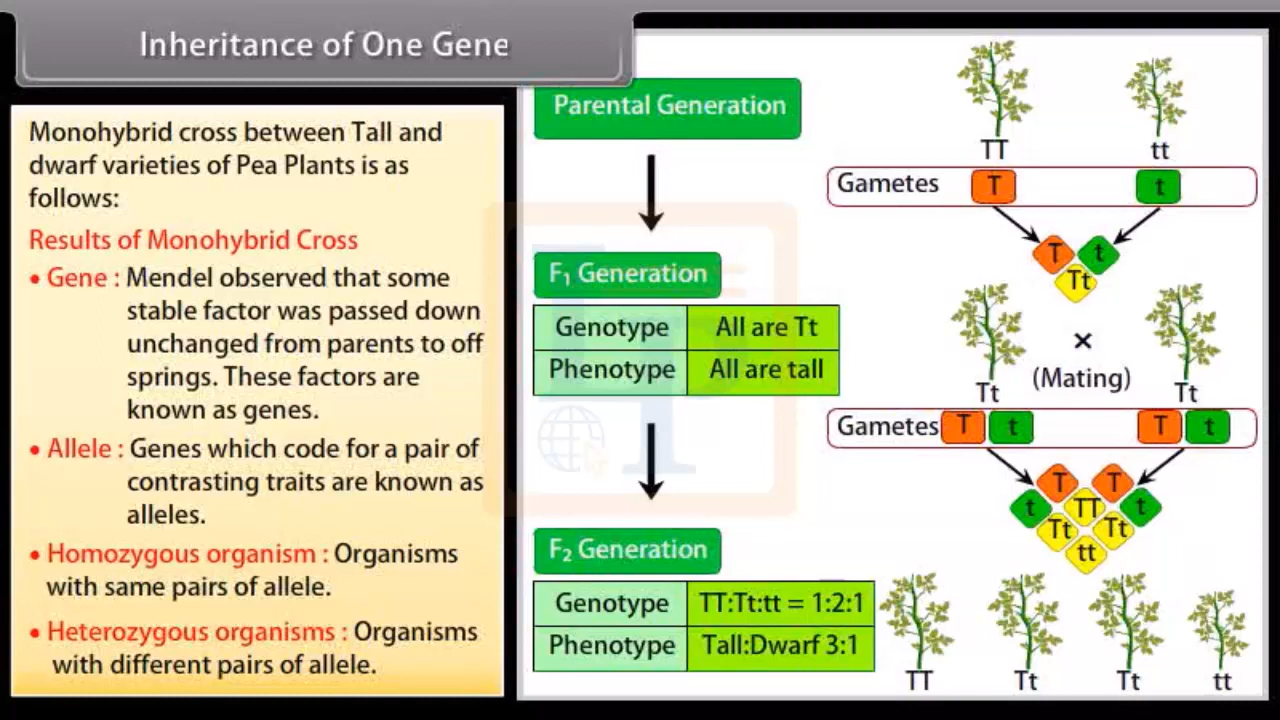 Inheritance of One Gene
Monohybrid cross between Tall and
dwarf varieties of Pea Plants is as
follows:
Results of Monohybrid Cross
• Gene : Mendel observed that some
stable factor was passed down
unchanged from parents to off
springs. These factors are
known as genes.
• Allele : Genes which code for a pair of
contrasting traits are known as
alleles.
• Homozygous organism : Organisms
with same pairs of allele.
• Heterozygous organisms : Organisms
with different pairs of allele.
Parental Generation
TT tt
Gametes T t
T t
Tt
F₁ Generation
Genotype All are Tt
Phenotype All are tall
×
(Mating)
Tt Tt
Gametes T t T t
T T
t TT t
Tt Tt
tt
F₂ Generation
Genotype TT:Tt:tt = 1:2:1
Phenotype Tall:Dwarf 3:1
TT Tt Tt tt